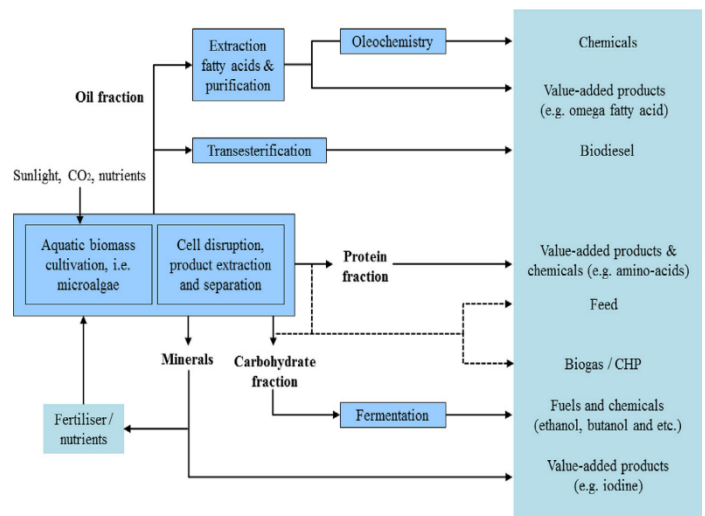 Extraction
fatty acids &
purification
Oleochemistry
Chemicals
Oil fraction
Value-added products
(e.g. omega fatty acid)
Transesterification
Biodiesel
Sunlight, CO2, nutrients
Aquatic biomass
cultivation, i.e.
microalgae
Cell disruption,
product extraction
and separation
Protein
fraction
Value-added products &
chemicals (e.g. amino-acids)
Feed
Minerals
Carbohydrate
fraction
Biogas / CHP
Fertiliser/
nutrients
Fermentation
Fuels and chemicals
(ethanol, butanol and etc.)
Value-added products
(e.g. iodine)